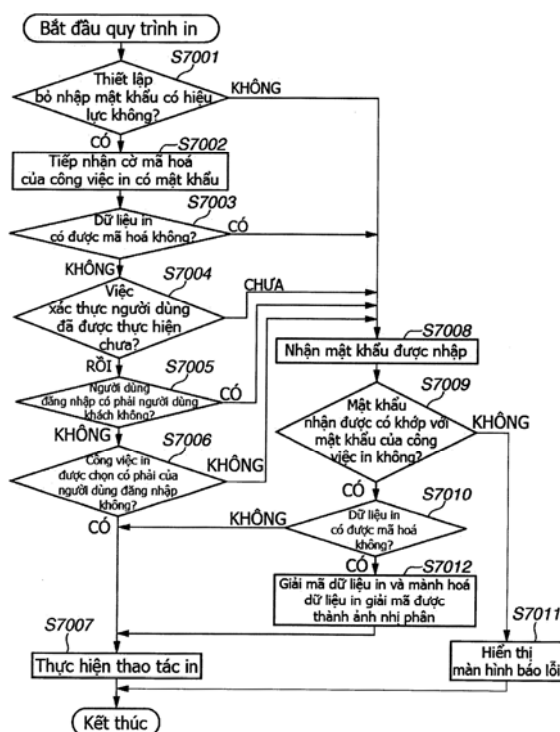 Bắt đầu quy trình in
S7001
Thiết lập
bỏ nhập mật khẩu có hiệu
lực không?
KHÔNG
CÓ
S7002
Tiếp nhận cờ mã hoá
của công việc in có mật khẩu
S7003
Dữ liệu in
có được mã hoá không?
CÓ
KHÔNG
S7004
Việc
xác thực người dùng
đã được thực hiện
chưa?
CHƯA
RỒI
S7005
Người dùng
đăng nhập có phải người dùng
khách không?
CÓ
KHÔNG
S7006
Công việc in
được chọn có phải của
người dùng đăng nhập
không?
KHÔNG
CÓ
S7008
Nhận mật khẩu được nhập
S7009
Mật khẩu
nhận được có khớp với
mật khẩu của công
việc in không?
KHÔNG
CÓ
S7010
Dữ liệu in
có được mã hoá
không?
KHÔNG
CÓ
S7012
Giải mã dữ liệu in và mành hoá
dữ liệu in giải mã được
thành ảnh nhị phân
S7011
Hiển thị
màn hình báo lỗi
S7007
Thực hiện thao tác in
Kết thúc